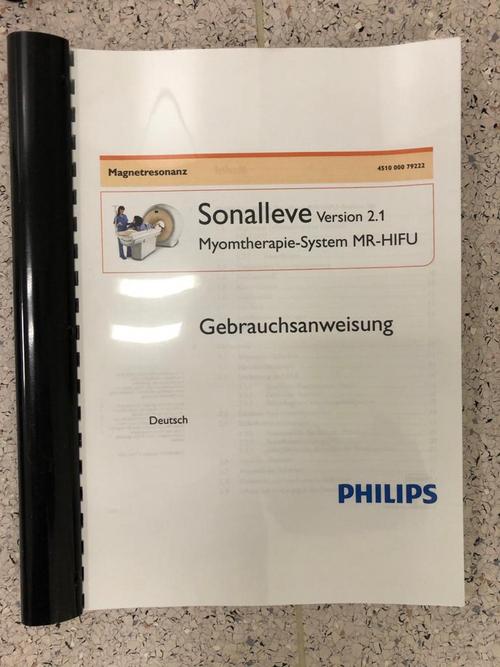 Magnetresonanz
4510 000 79222
Sonalleve Version 2.1
Myomtherapie-System MR-HIFU
Gebrauchsanweisung
Deutsch
PHILIPS